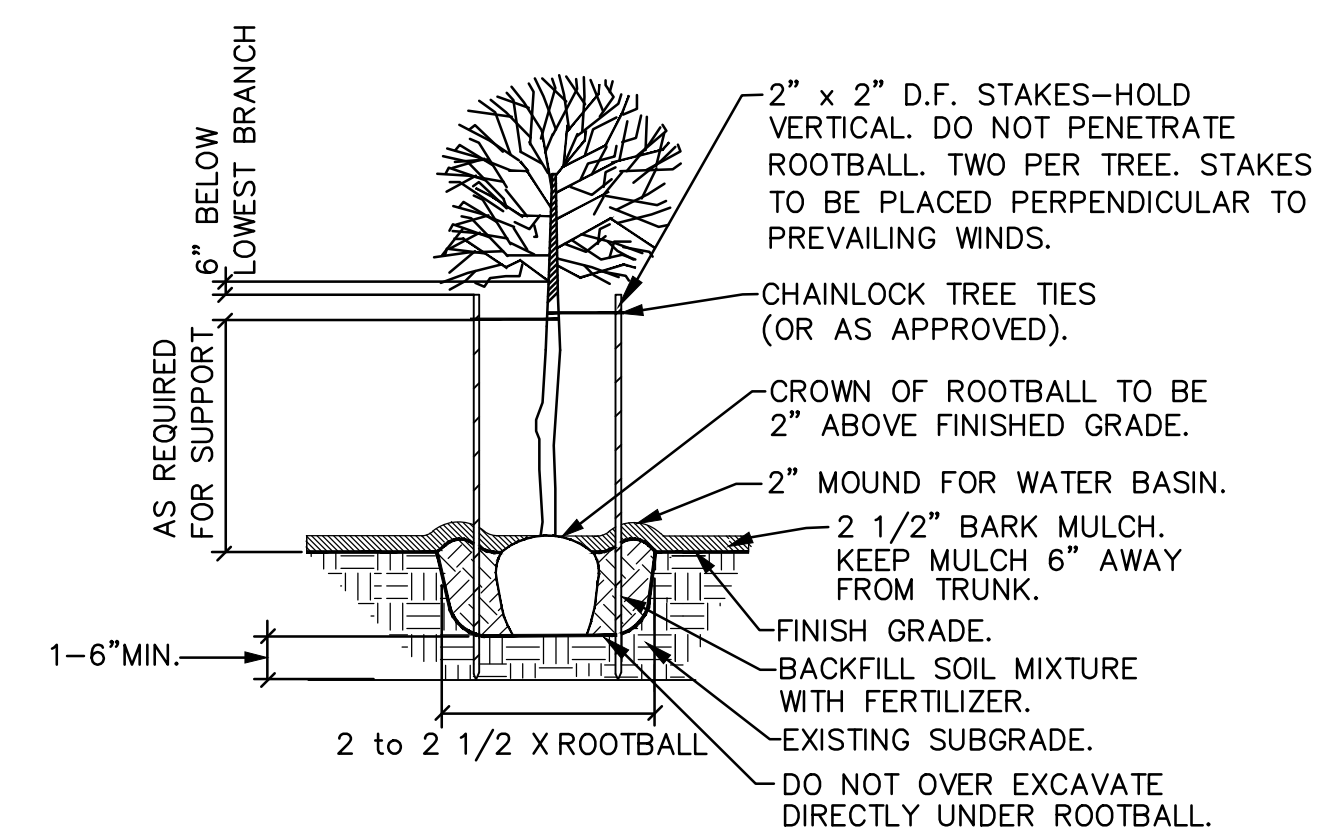 6” BELOW
LOWEST BRANCH
AS REQUIRED
FOR SUPPORT
1–6”MIN.
2 to 2 1/2 X ROOTBALL
2” x 2” D.F. STAKES–HOLD
VERTICAL. DO NOT PENETRATE
ROOTBALL. TWO PER TREE. STAKES
TO BE PLACED PERPENDICULAR TO
PREVAILING WINDS.
CHAINLOCK TREE TIES
(OR AS APPROVED).
CROWN OF ROOTBALL TO BE
2” ABOVE FINISHED GRADE.
2” MOUND FOR WATER BASIN.
2 1/2” BARK MULCH.
KEEP MULCH 6” AWAY
FROM TRUNK.
FINISH GRADE.
BACKFILL SOIL MIXTURE
WITH FERTILIZER.
EXISTING SUBGRADE.
DO NOT OVER EXCAVATE
DIRECTLY UNDER ROOTBALL.